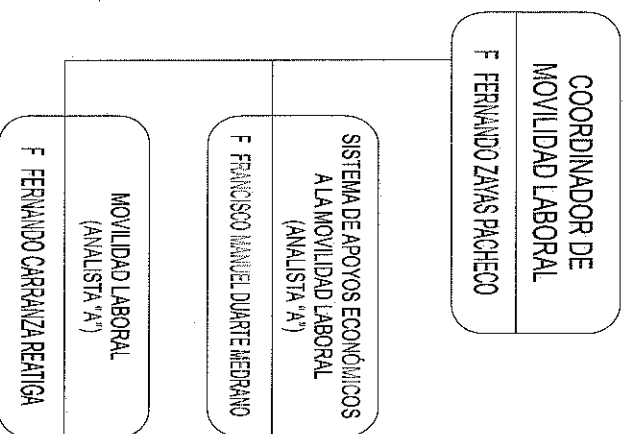 COORDINADOR DE
MOVILIDAD LABORAL
F FERNANDO ZAYAS PACHECO
SISTEMA DE APOYOS ECONÓMICOS
A LA MOVILIDAD LABORAL
(ANALISTA "A")
F FRANCISCO MANUEL DUARTE MEDRANO
MOVILIDAD LABORAL
(ANALISTA "A")
F FERNANDO CARRANZA REATIGA